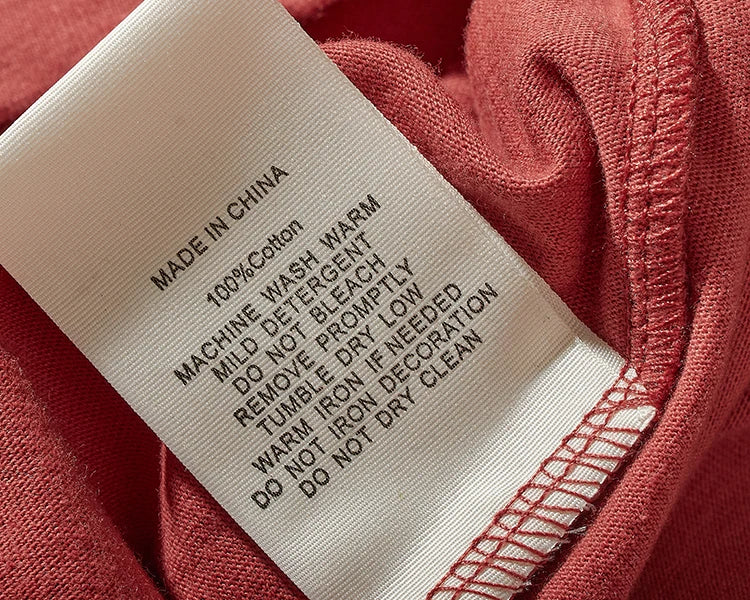 MADE IN CHINA
100%Cotton
MACHINE WASH WARM
MILD DETERGENT
DO NOT BLEACH
REMOVE PROMPTLY
TUMBLE DRY LOW
WARM IRON IF NEEDED
DO NOT IRON DECORATION
DO NOT DRY CLEAN